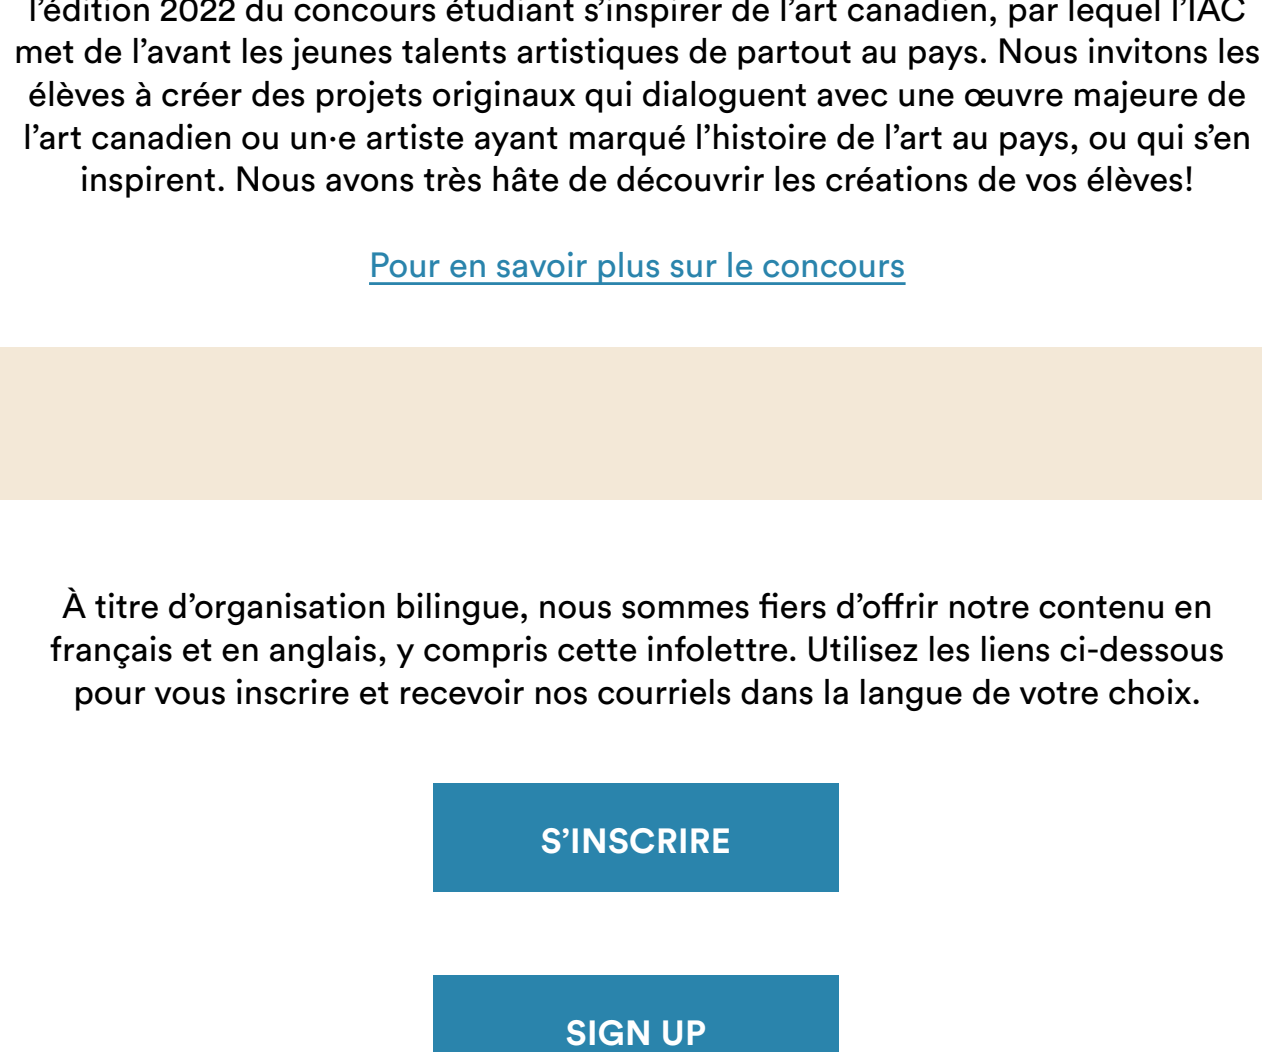 l’édition 2022 du concours étudiant s’inspirer de l’art canadien, par lequel l’IAC
met de l’avant les jeunes talents artistiques de partout au pays. Nous invitons les
élèves à créer des projets originaux qui dialoguent avec une œuvre majeure de
l’art canadien ou un·e artiste ayant marqué l’histoire de l’art au pays, ou qui s’en
inspirent. Nous avons très hâte de découvrir les créations de vos élèves!
Pour en savoir plus sur le concours
À titre d’organisation bilingue, nous sommes fiers d’offrir notre contenu en
français et en anglais, y compris cette infolettre. Utilisez les liens ci-dessous
pour vous inscrire et recevoir nos courriels dans la langue de votre choix.
S’INSCRIRE
SIGN UP